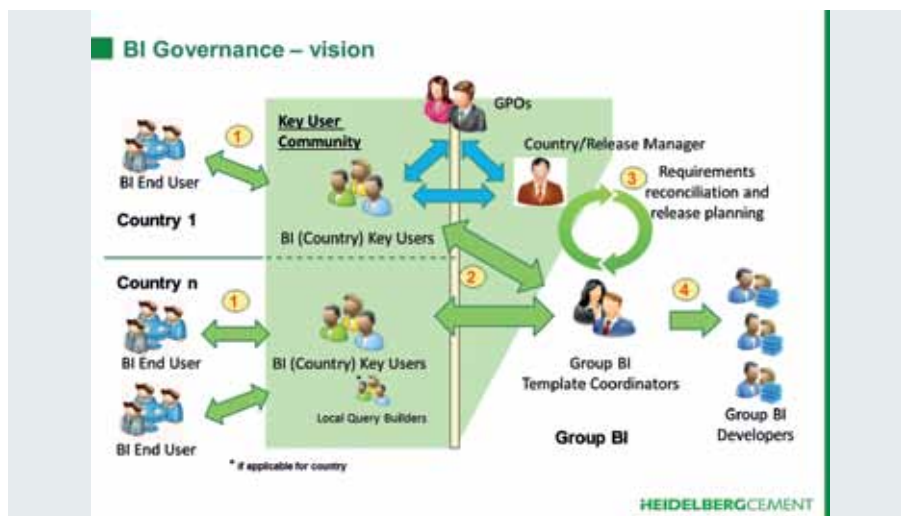 BI Governance – vision
GPOs
Key User
Community
1
BI End User
Country 1
BI (Country) Key Users
Country/Release Manager
3
Requirements
reconciliation and
release planning
Country n
1
2
4
BI End User
BI (Country) Key Users
*
Local Query Builders
BI End User
* if applicable for country
Group BI
Template Coordinators
Group BI
Group BI
Developers
HEIDELBERGCEMENT